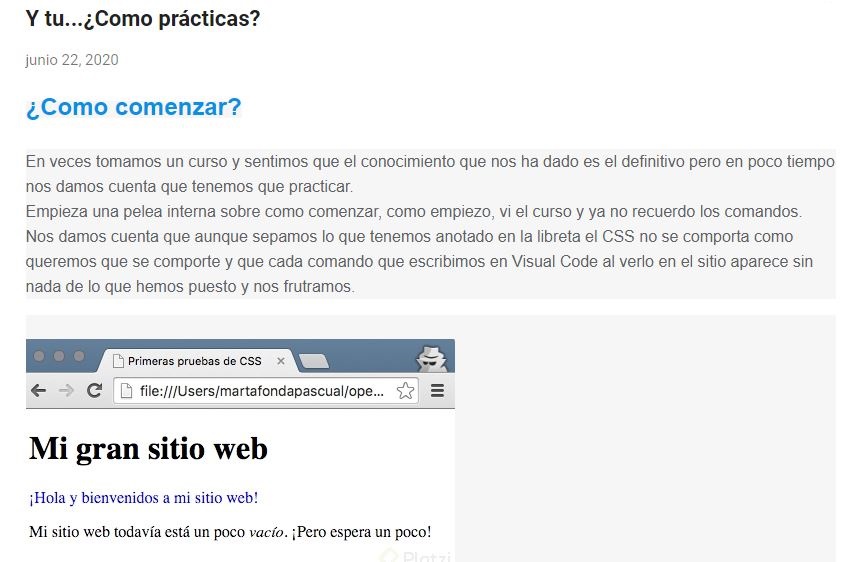 Y tu...¿Como prácticas?
junio 22, 2020
¿Como comenzar?
En veces tomamos un curso y sentimos que el conocimiento que nos ha dado es el definitivo pero en poco tiempo
nos damos cuenta que tenemos que practicar.
Empieza una pelea interna sobre como comenzar, como empiezo, vi el curso y ya no recuerdo los comandos.
Nos damos cuenta que aunque sepamos lo que tenemos anotado en la libreta el CSS no se comporta como
queremos que se comporte y que cada comando que escribimos en Visual Code al verlo en el sitio aparece sin
nada de lo que hemos puesto y nos frutramos.
Primeras pruebas de CSS
file:///Users/martafondapascual/ope...
Mi gran sitio web
¡Hola y bienvenidos a mi sitio web!
Mi sitio web todavía está un poco vacío. ¡Pero espera un poco!
Platzi